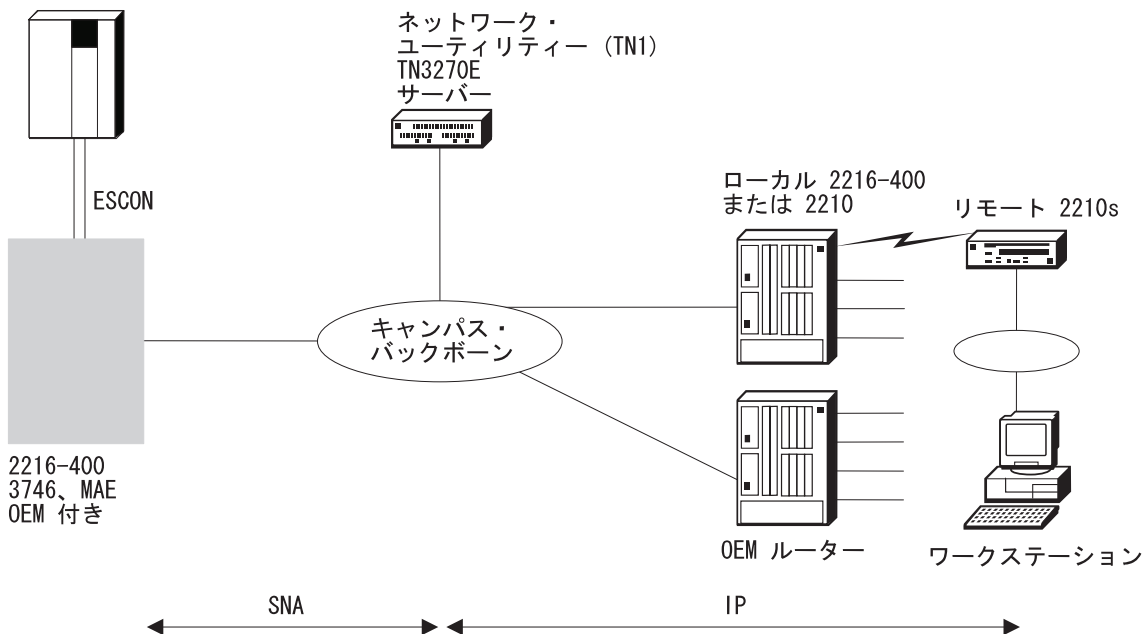 ネットワーク・
ユーティリティー (TN1)
TN3270E
サーバー
ESCON
ローカル 2216-400
または 2210
リモート 2210s
キャンパス・
バックボーン
2216-400
3746、MAE
OEM 付き
OEM ルーター
ワークステーション
SNA
IP